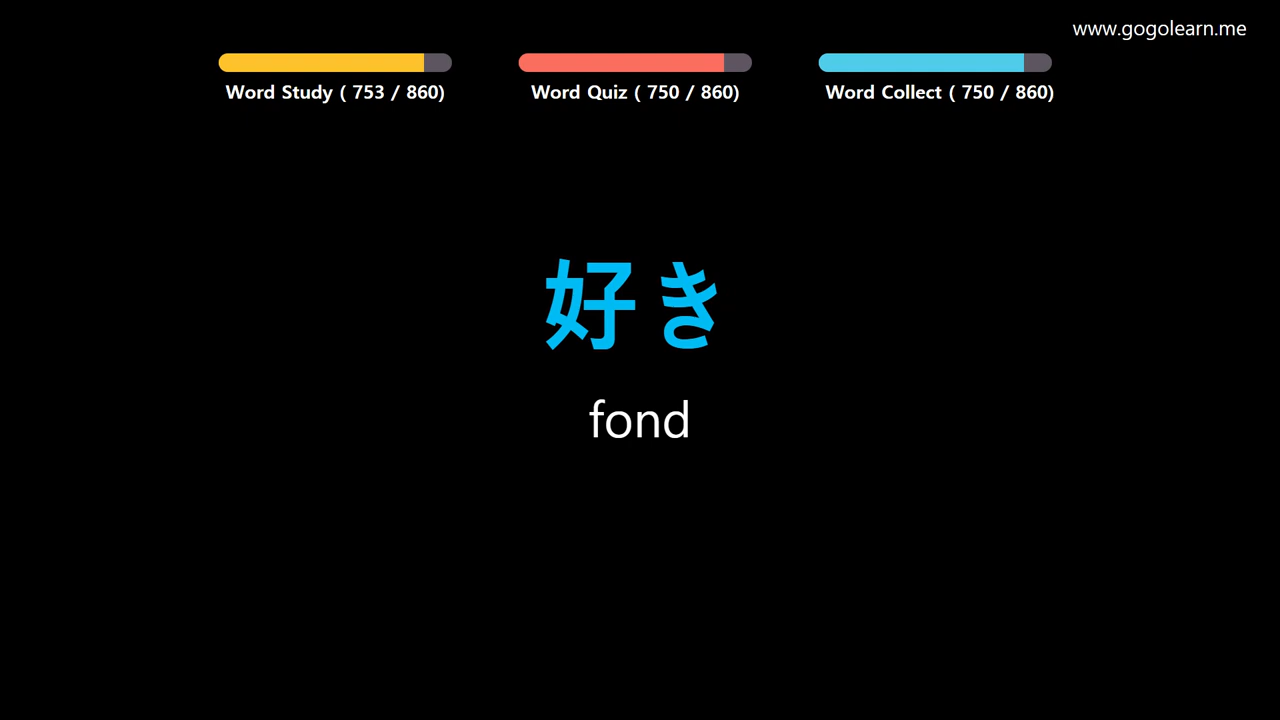 www.gogolearn.me
Word Study ( 753 / 860)
Word Quiz ( 750 / 860)
Word Collect ( 750 / 860)
好き
fond